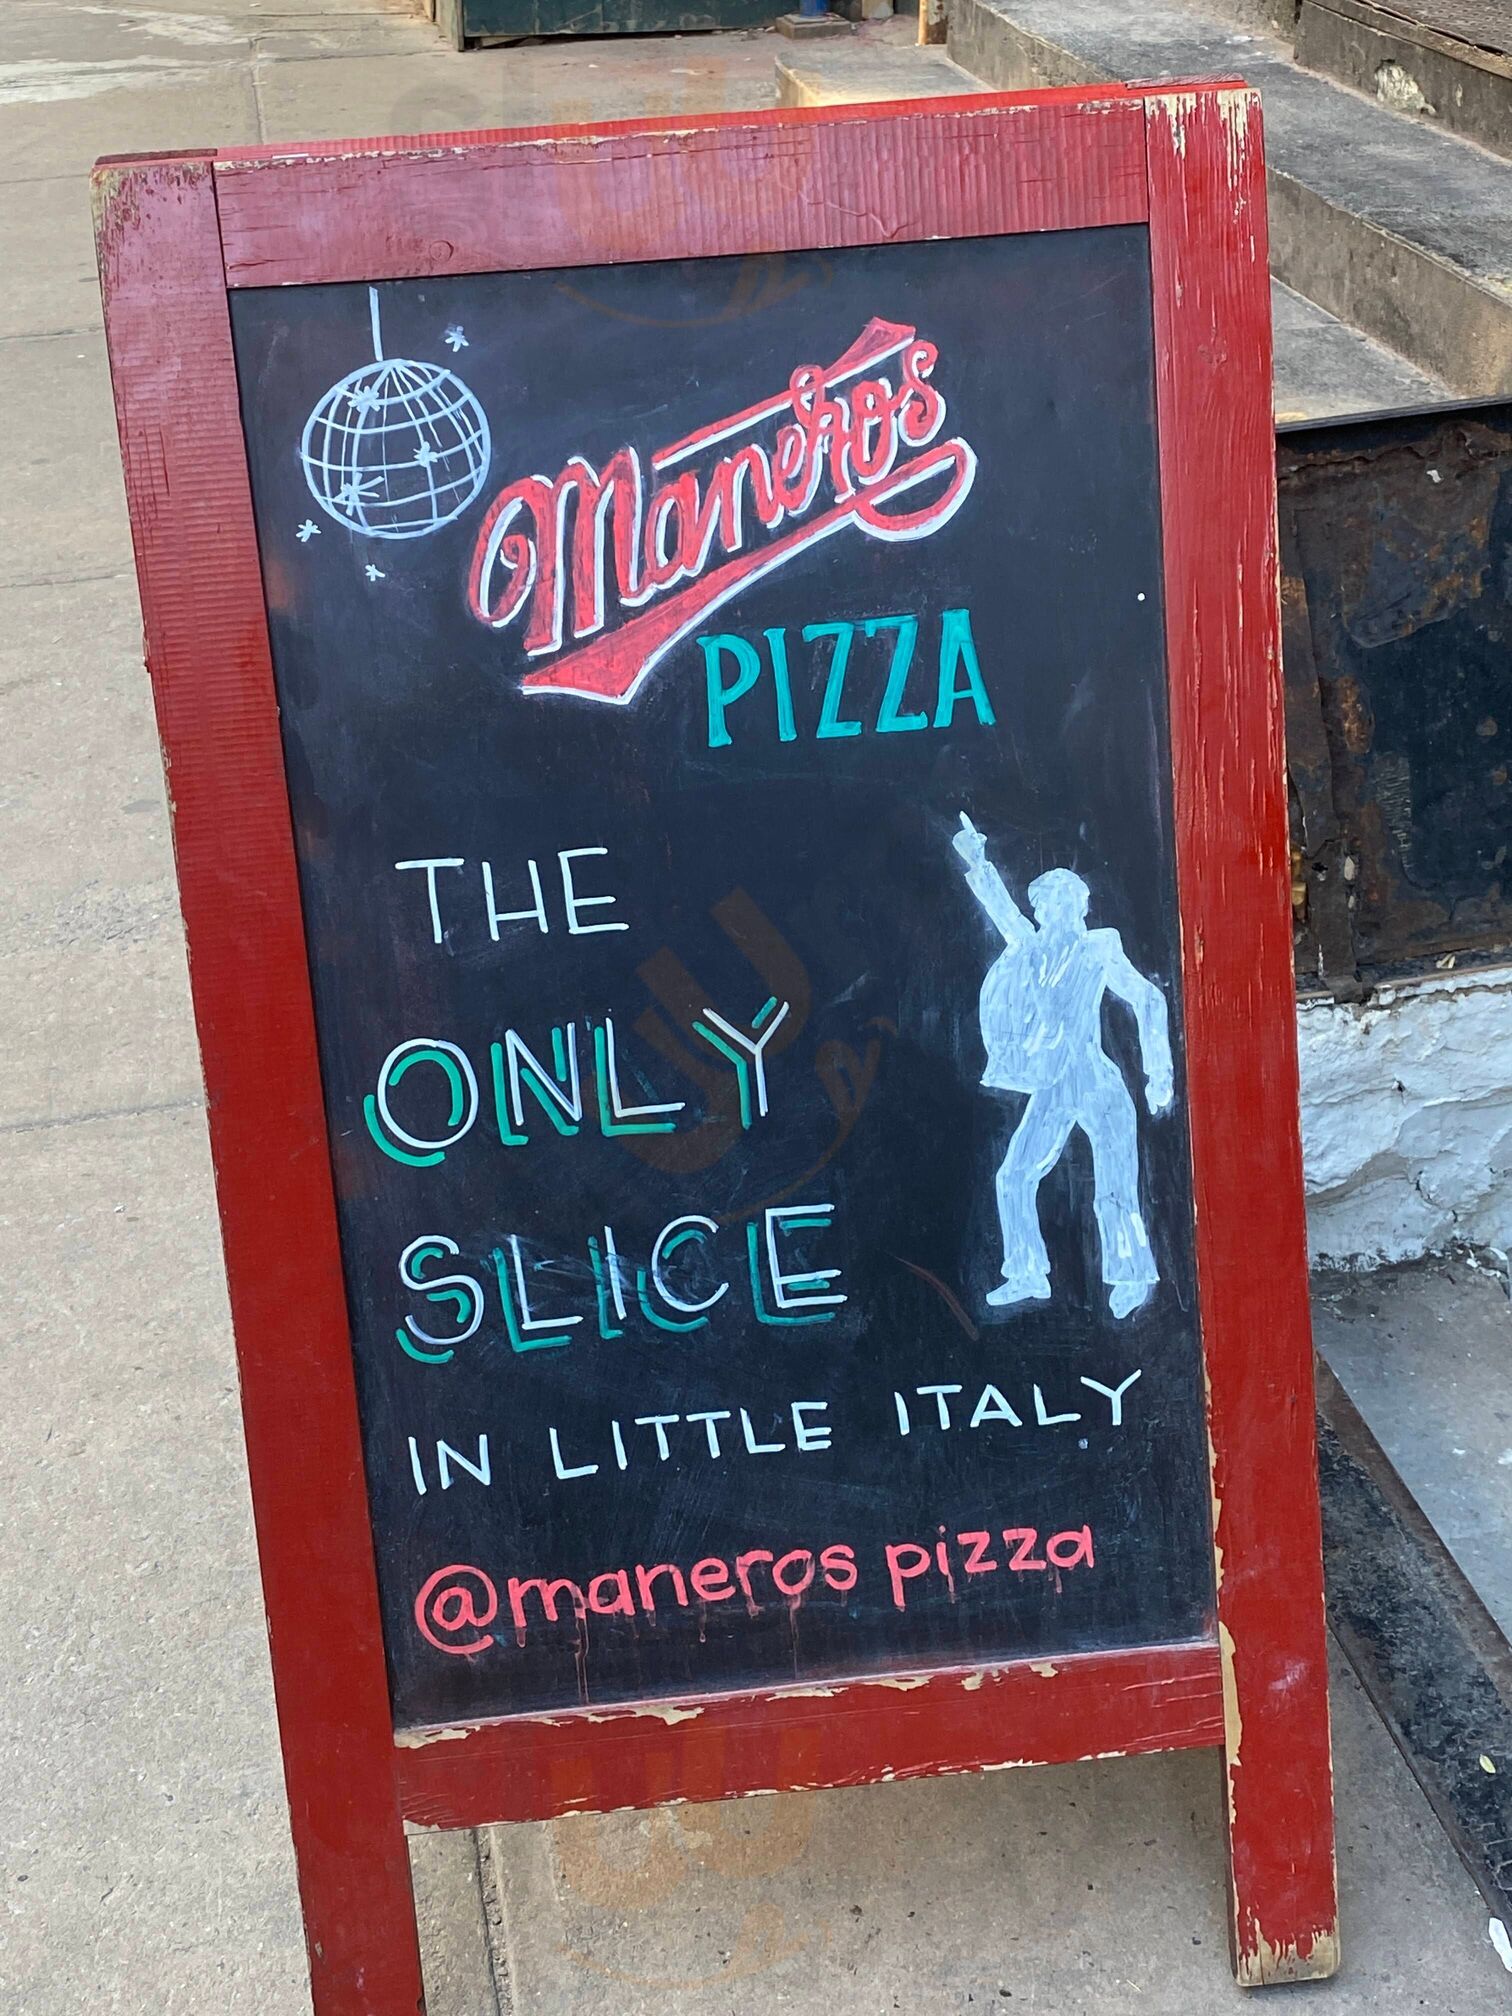 Maneros
PIZZA
THE
ONLY
SLICE
IN LITTLE ITALY
@maneros pizza